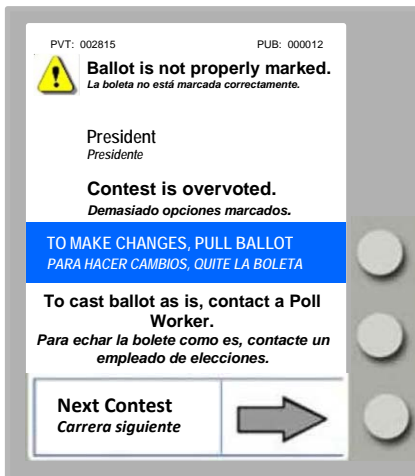 PVT: 002815 PUB: 000012
Ballot is not properly marked.
La boleta no está marcada correctamente.
President
Presidente
Contest is overvoted.
Demasiado opciones marcados.
TO MAKE CHANGES, PULL BALLOT
PARA HACER CAMBIOS, QUITE LA BOLETA
To cast ballot as is, contact a Poll
Worker.
Para echar la bolete como es, contacte un
empleado de elecciones.
Next Contest
Carrera siguiente